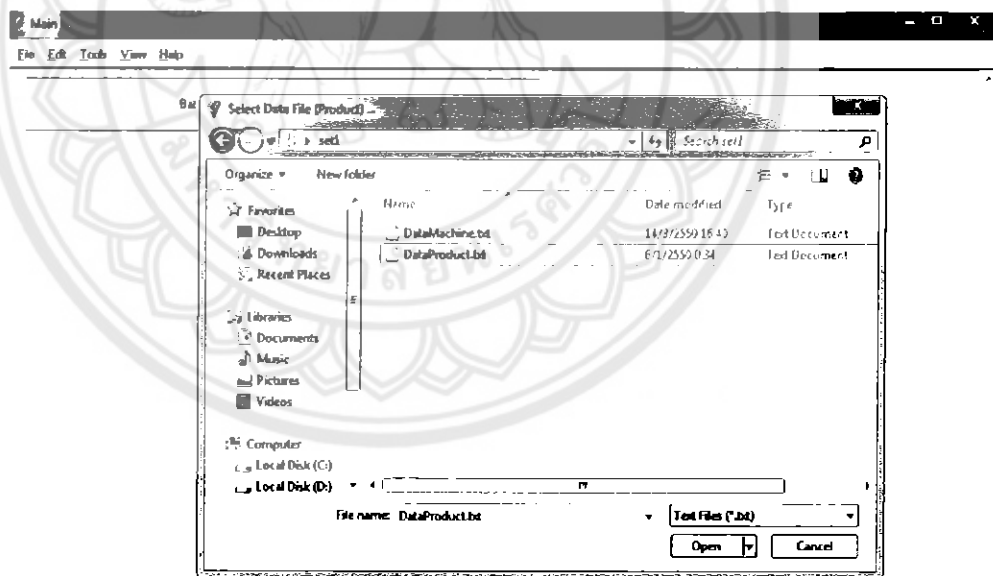 Main
File Edit Tools View Help
Select Data File (Product)
set1
Search set1
Organize New folder
Name Date modified Type
Favorites
Desktop
Downloads
Recent Places
DataMachine.txt Text Document
DataProduct.txt Text Document
Libraries
Documents
Music
Pictures
Videos
Computer
Local Disk (C:)
Local Disk (D:)
File name: DataProduct.txt Text Files (*.txt)
Open Cancel